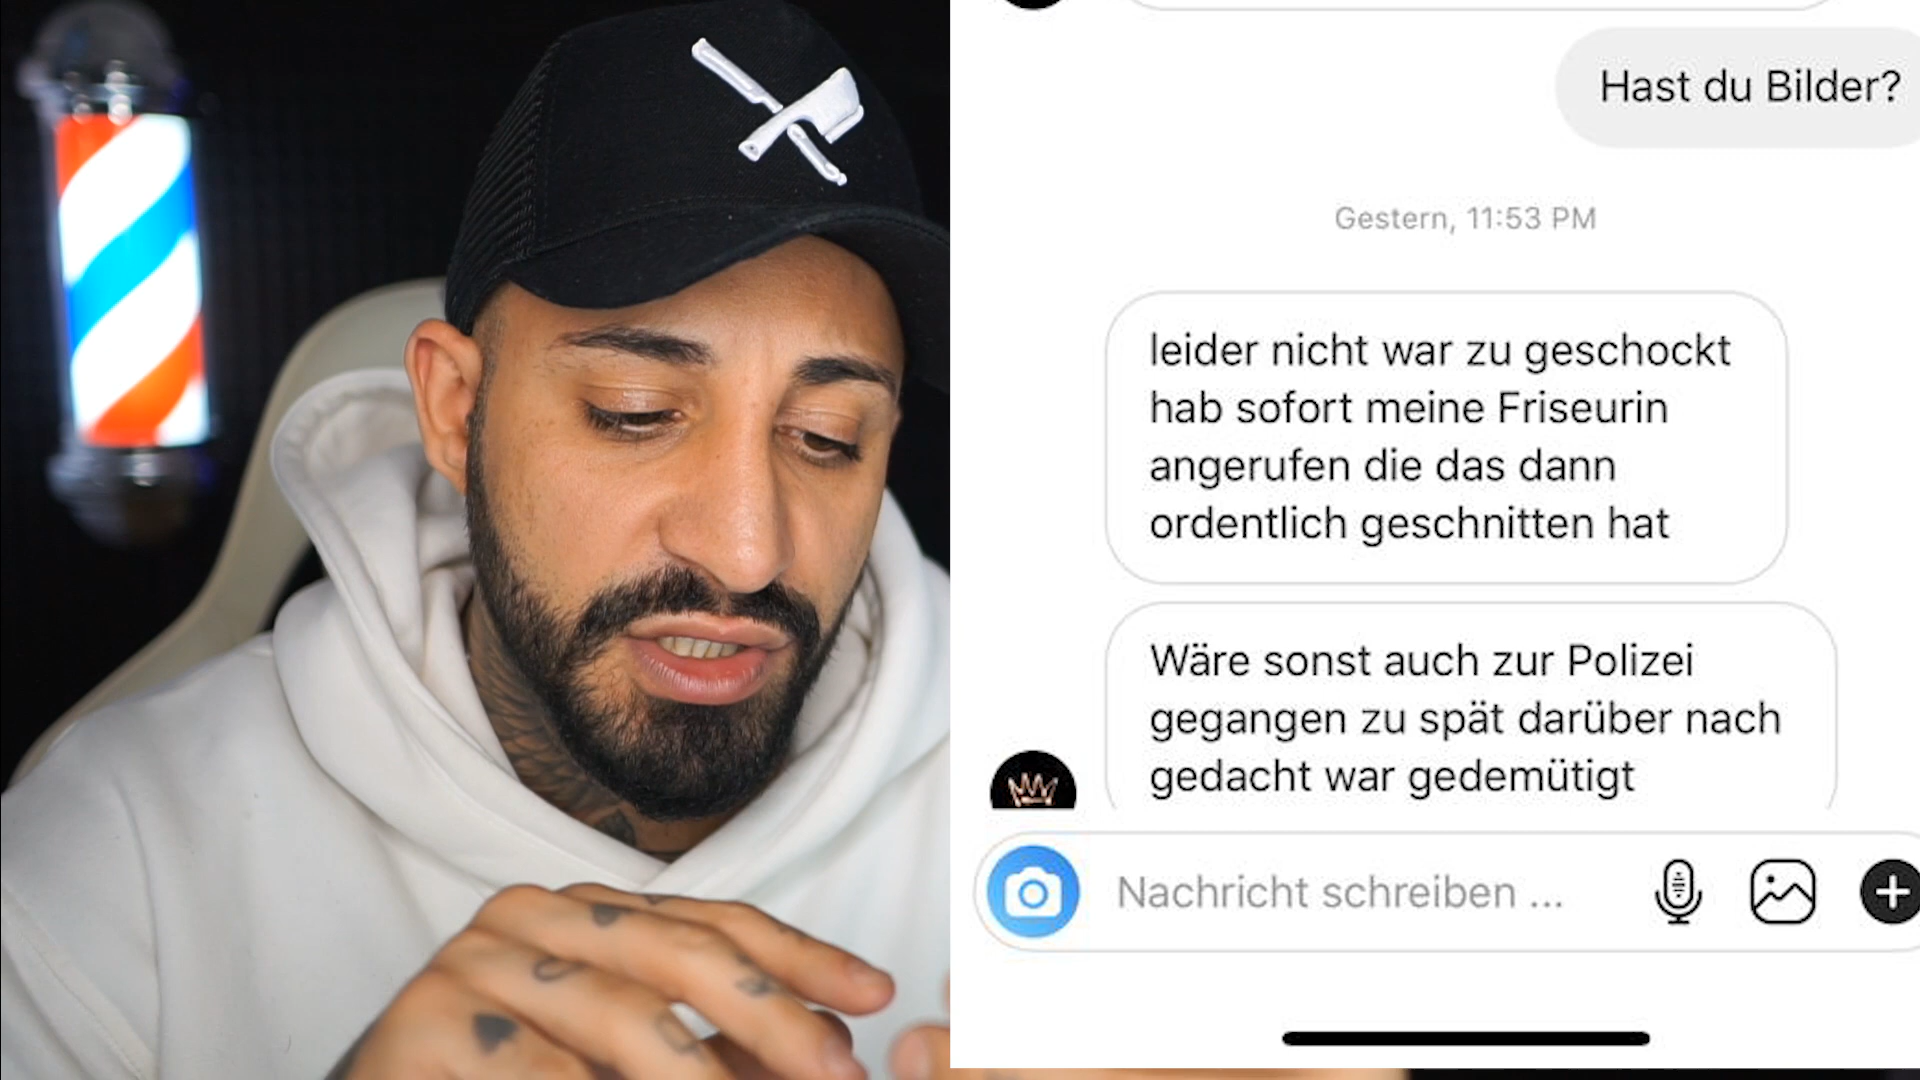 Hast du Bilder?
Gestern, 11:53 PM
leider nicht war zu geschockt
hab sofort meine Friseurin
angerufen die das dann
ordentlich geschnitten hat
Wäre sonst auch zur Polizei
gegangen zu spät darüber nach
gedacht war gedemütigt
Nachricht schreiben ...